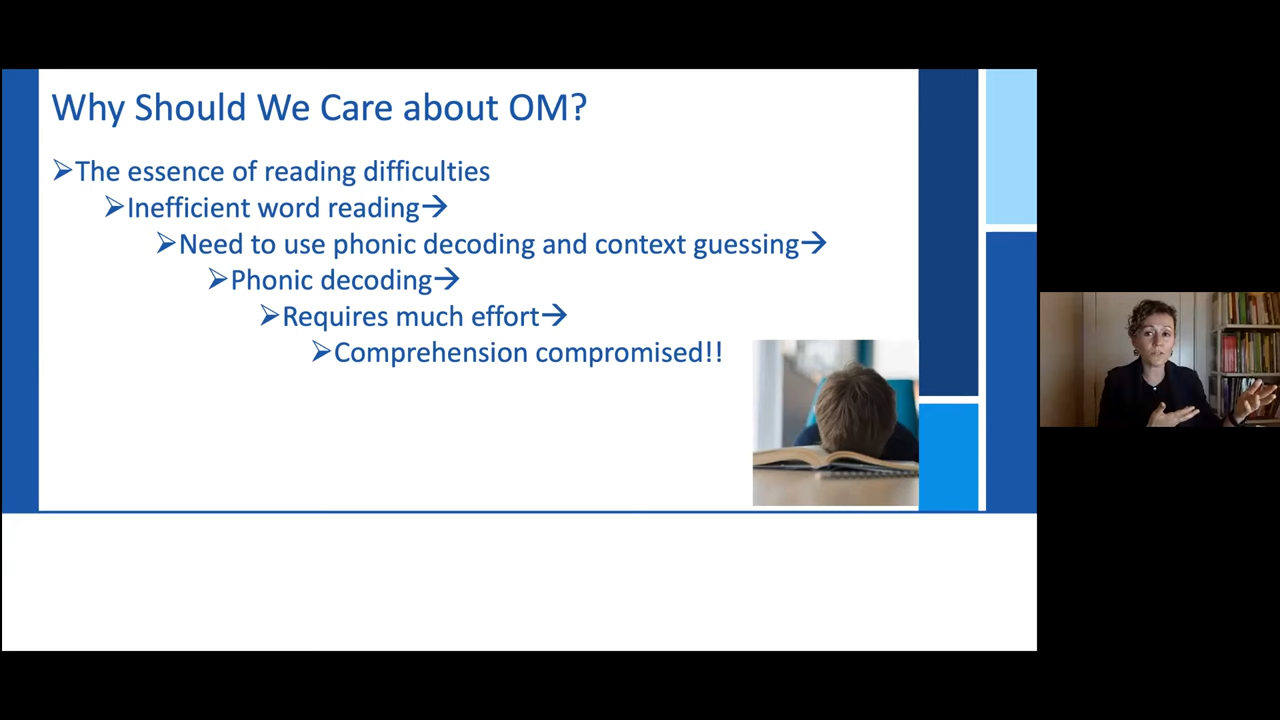 Why Should We Care about OM?
➢The essence of reading difficulties
➢Inefficient word reading→
➢Need to use phonic decoding and context guessing→
➢Phonic decoding→
➢Requires much effort→
➢Comprehension compromised!!